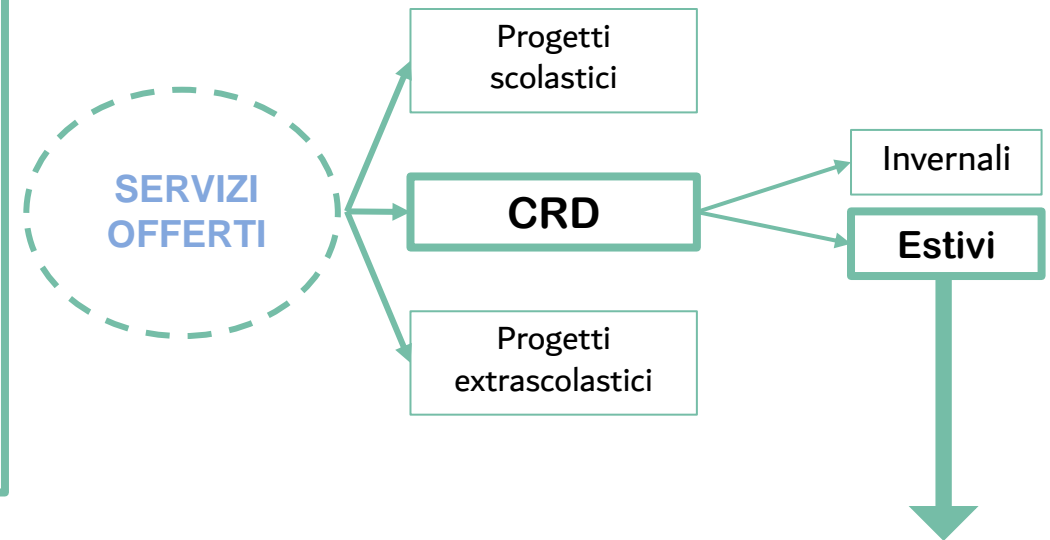 SERVIZI
OFFERTI
Progetti
scolastici
CRD
Progetti
extrascolastici
Invernali
Estivi